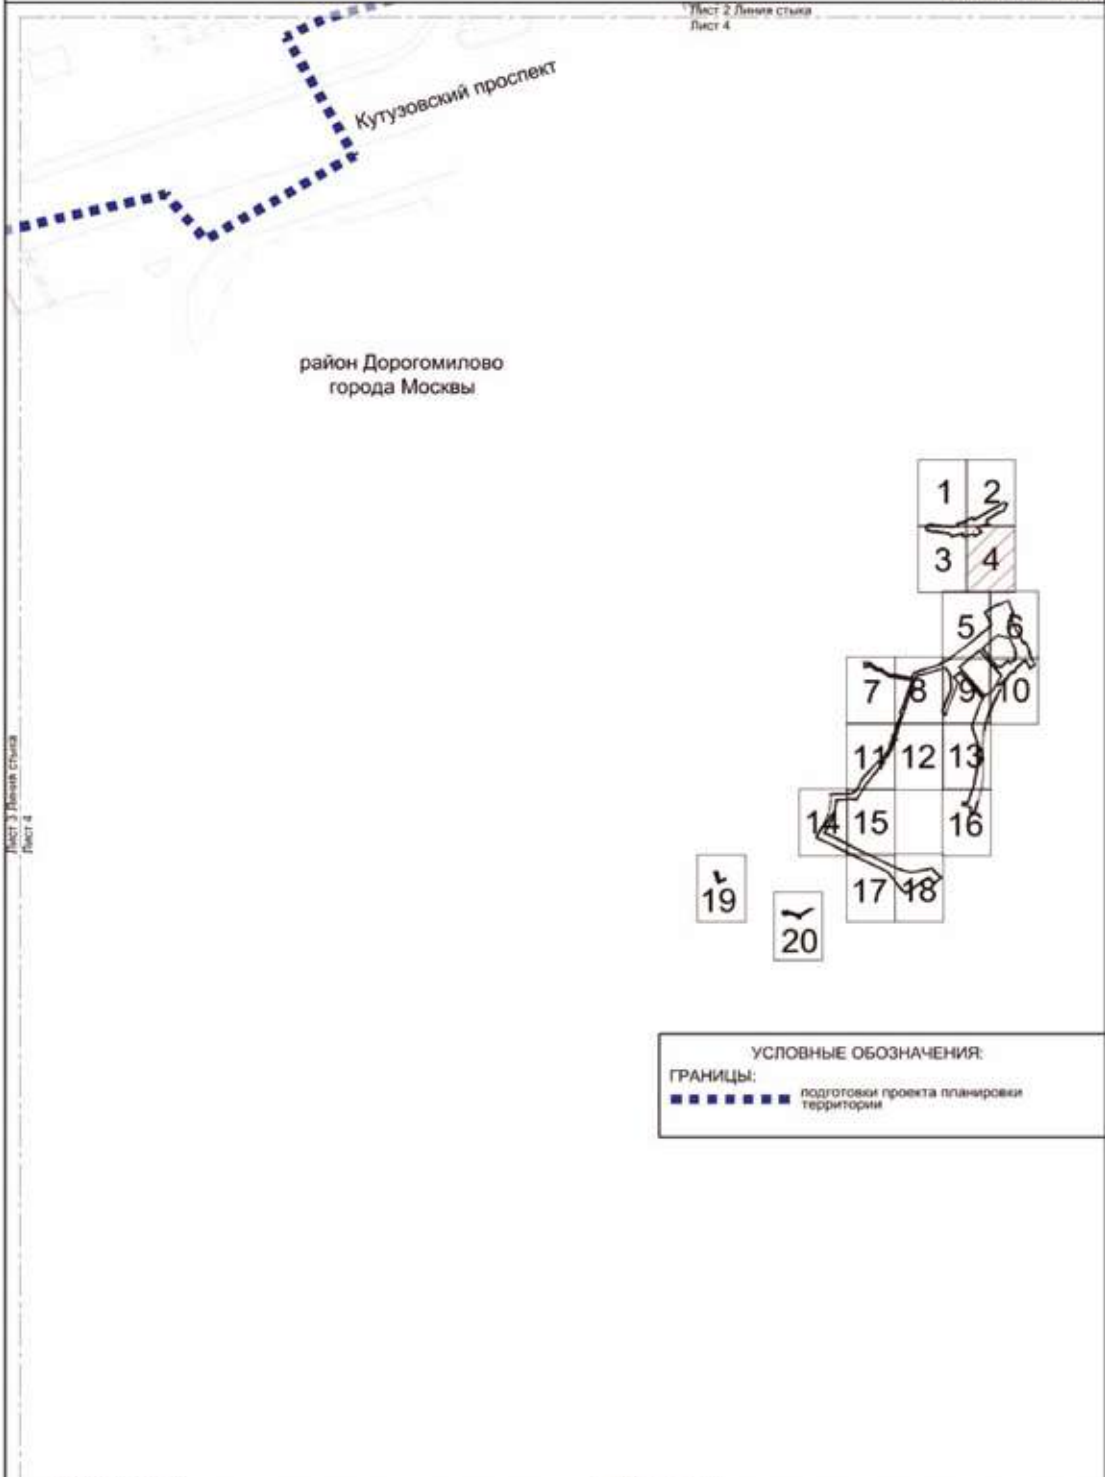 Лист 2 Линия стыка
Лист 4
Кутузовский проспект
район Дорогомилово
города Москвы
1
2
3
4
5
6
7
8
9
10
11
12
13
14
15
16
17
18
19
20
Лист 3 Линия стыка
Лист 4
УСЛОВНЫЕ ОБОЗНАЧЕНИЯ:
ГРАНИЦЫ:
подготовки проекта планировки
территории